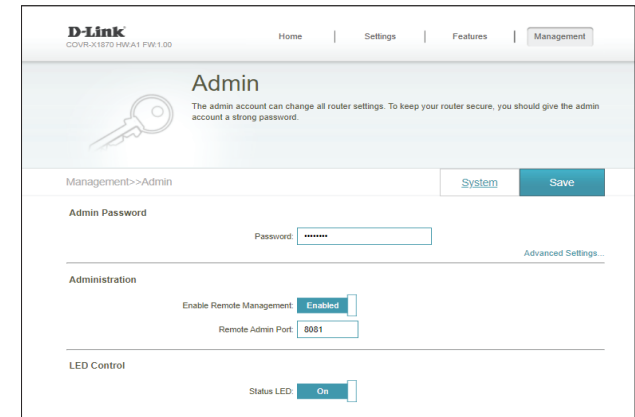 D-Link
COVR-X1870 HW:A1 FW:1.00
Home | Settings | Features | Management
Admin
The admin account can change all router settings. To keep your router secure, you should give the admin
account a strong password.
Management>>Admin
System
Save
Admin Password
Password: ••••••••
Advanced Settings...
Administration
Enable Remote Management: Enabled
Remote Admin Port: 8081
LED Control
Status LED: On